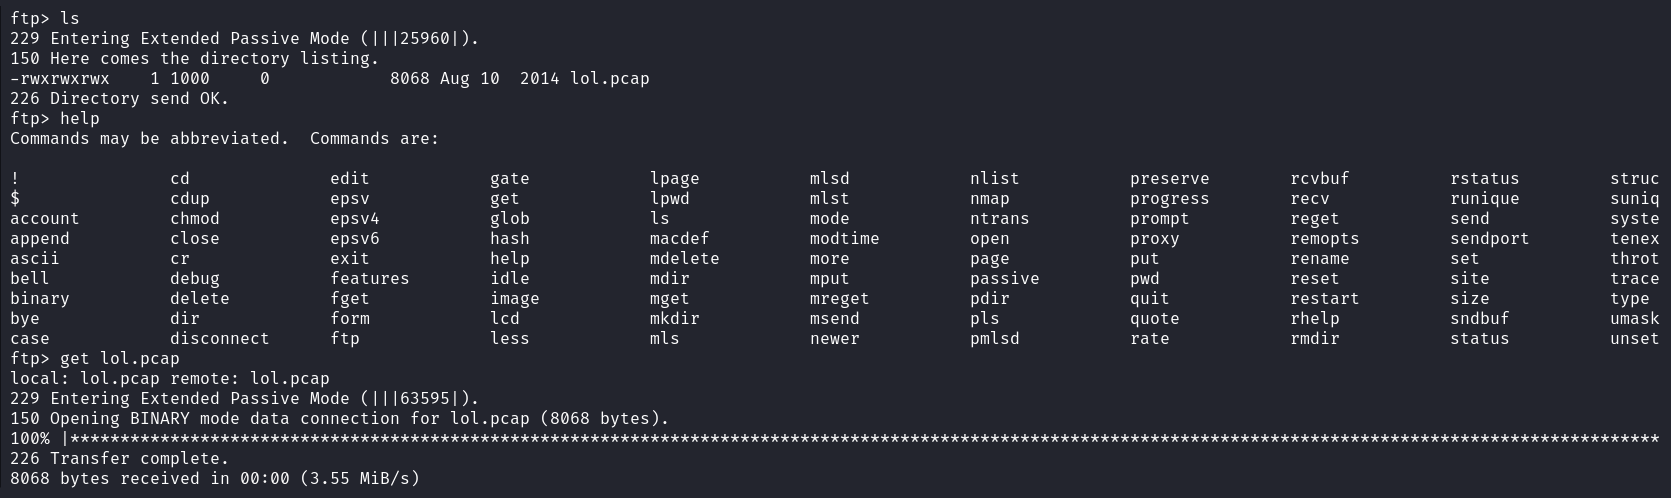 ftp> ls
229 Entering Extended Passive Mode (|||25960|).
150 Here comes the directory listing.
-rwxrwxrwx    1 1000     0            8068 Aug 10  2014 lol.pcap
226 Directory send OK.
ftp> help
Commands may be abbreviated.  Commands are:

!               cd              edit            gate            lpage           mlsd            nlist           preserve        rcvbuf          rstatus         struc
$               cdup            epsv            get             lpwd            mlst            nmap            progress        recv            runique         suniq
account         chmod           epsv4           glob            ls              mode            ntrans          prompt          reget           send            syste
append          close           epsv6           hash            macdef          modtime         open            proxy           remopts         sendport        tenex
ascii           cr              exit            help            mdelete         more            page            put             rename          set             throt
bell            debug           features        idle            mdir            mput            passive         pwd             reset           site            trace
binary          delete          fget            image           mget            mreget          pdir            quit            restart         size            type
bye             dir             form            lcd             mkdir           msend           pls             quote           rhelp           sndbuf          umask
case            disconnect      ftp             less            mls             newer           pmlsd           rate            rmdir           status          unset
ftp> get lol.pcap
local: lol.pcap remote: lol.pcap
229 Entering Extended Passive Mode (|||63595|).
150 Opening BINARY mode data connection for lol.pcap (8068 bytes).
100% |***************************************************************************************************************************************************************
226 Transfer complete.
8068 bytes received in 00:00 (3.55 MiB/s)